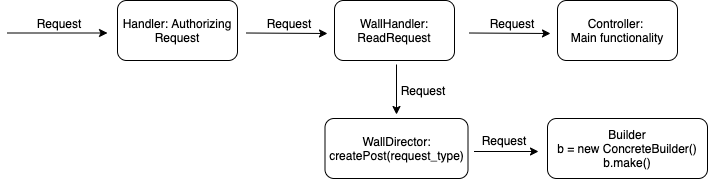 Request
Handler: Authorizing
Request
Request
WallHandler:
ReadRequest
Request
Controller:
Main functionality
Request
WallDirector:
createPost(request_type)
Request
Builder
b = new ConcreteBuilder()
b.make()